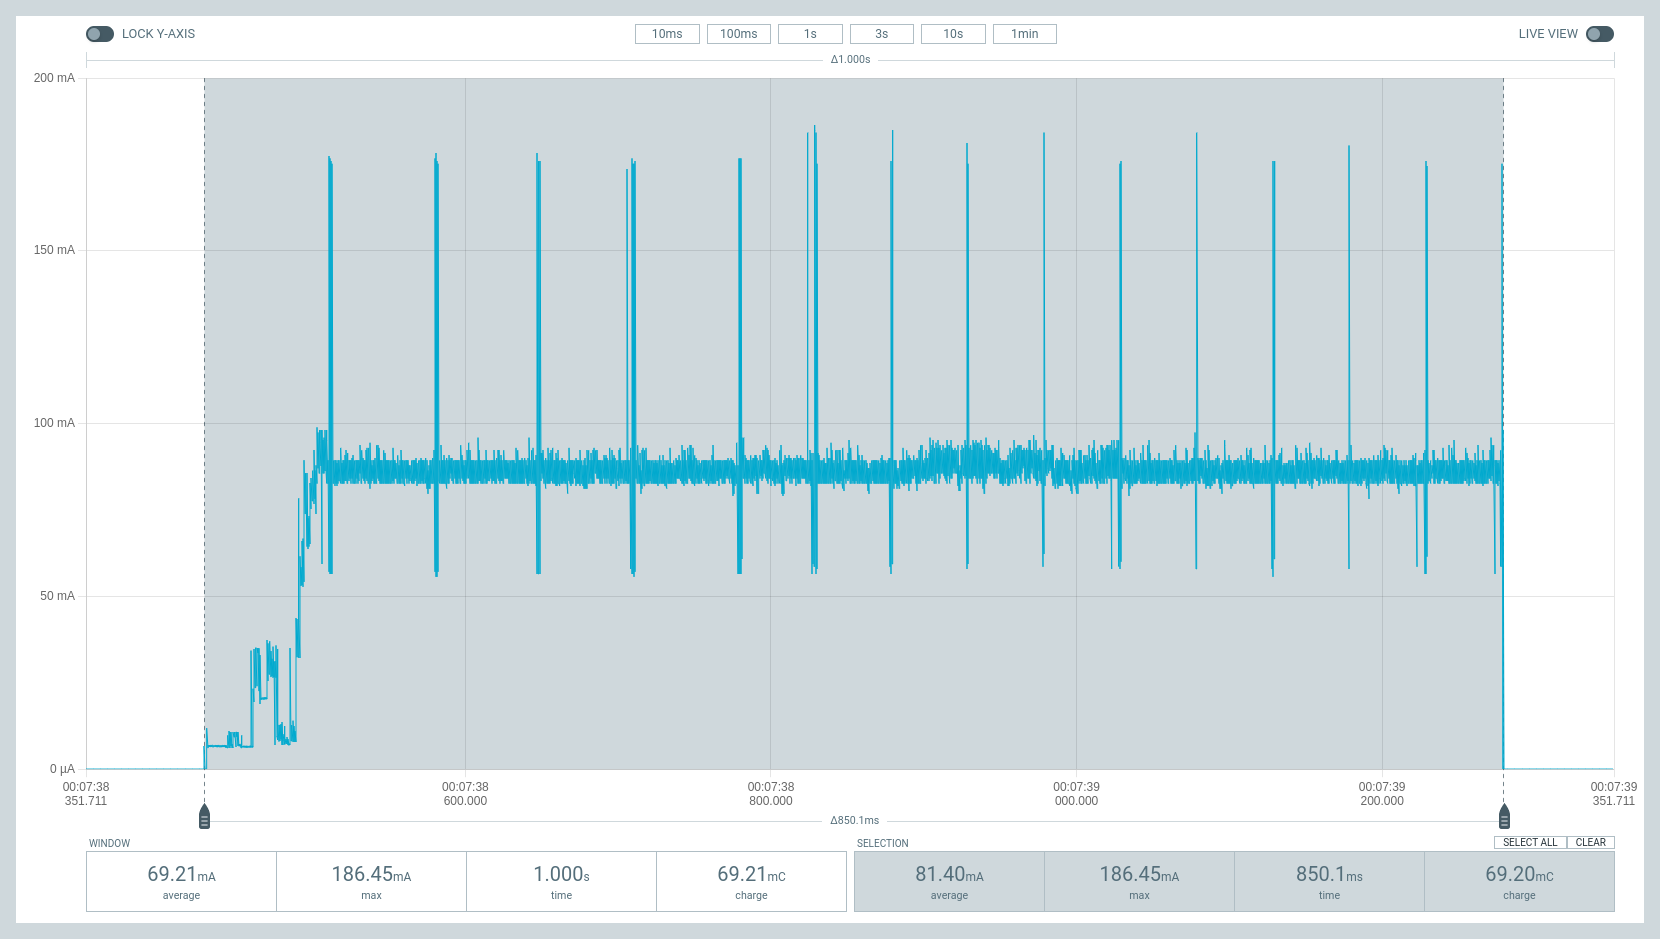 LOCK Y-AXIS
10ms 100ms 1s 3s 10s 1min
LIVE VIEW
Δ1.000s
200 mA
150 mA
100 mA
50 mA
0 µA
00:07:38 00:07:38 00:07:38 00:07:39 00:07:39 00:07:39
351.711 600.000 800.000 000.000 200.000 351.711
Δ850.1ms
WINDOW
SELECTION
SELECT ALL CLEAR
69.21mA 186.45mA 1.000s 69.21mC 81.40mA 186.45mA 850.1ms 69.20mC
average max time charge average max time charge